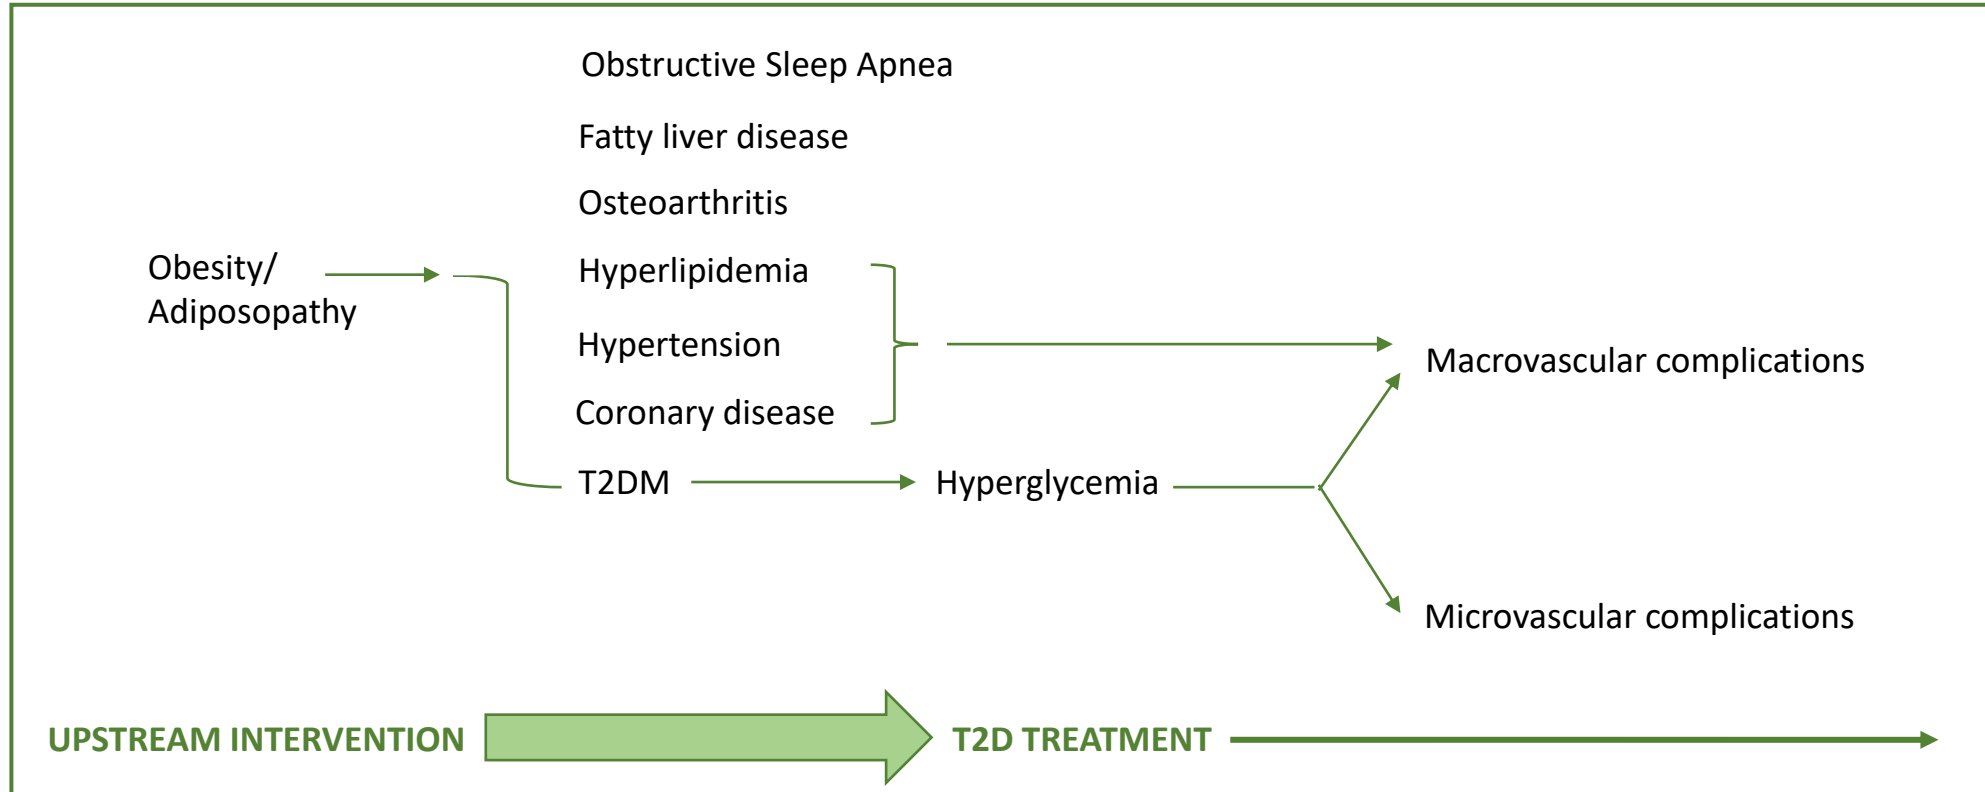 Obstructive Sleep Apnea
Fatty liver disease
Osteoarthritis
Obesity/
Adiposopathy
Hyperlipidemia
Hypertension
Coronary disease
Macrovascular complications
T2DM
Hyperglycemia
Microvascular complications
UPSTREAM INTERVENTION
T2D TREATMENT